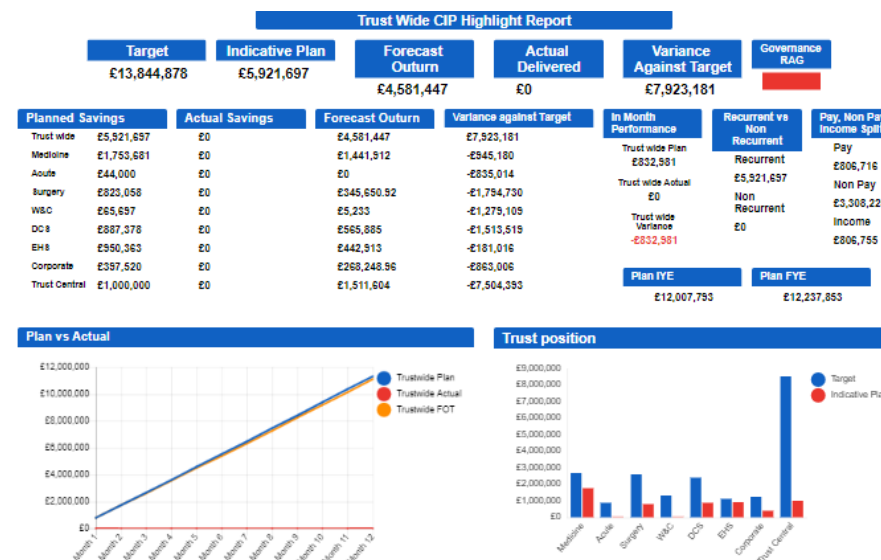 Trust Wide CIP Highlight Report
Target
£13,844,878
Indicative Plan
£5,921,697
Forecast
Outurn
£4,581,447
Actual
Delivered
£0
Variance
Against Target
£7,923,181
Governance
RAG
Planned Savings Actual Savings Forecast Outurn Variance against Target
Trust wide £5,921,697 £0 £4,581,447 £7,923,181
Medicine £1,753,681 £0 £1,441,912 -£945,180
Acute £44,000 £0 £0 -£835,014
Surgery £823,058 £0 £345,650.92 -£1,794,730
W&C £65,697 £0 £5,233 -£1,279,109
DCS £887,378 £0 £565,885 -£1,513,519
EHS £950,363 £0 £442,913 -£181,016
Corporate £397,520 £0 £268,248.96 -£863,006
Trust Central £1,000,000 £0 £1,511,604 -£7,504,393
In Month
Performance
Trust wide Plan
£832,981
Trust wide Actual
£0
Trust wide
Variance
-£832,981
Recurrent vs
Non
Recurrent
Recurrent
£5,921,697
Non
Recurrent
£0
Pay, Non Pa
Income Split
Pay
£806,716
Non Pay
£3,308,22
Income
£806,755
Plan IYE
£12,007,793
Plan FYE
£12,237,853
Plan vs Actual
£12,000,000
£10,000,000
£8,000,000
£6,000,000
£4,000,000
£2,000,000
£0
Month 1
Month 2
Month 3
Month 4
Month 5
Month 6
Month 7
Month 8
Month 9
Month 10
Month 11
Month 12
Trustwide Plan
Trustwide Actual
Trustwide FOT
Trust position
£9,000,000
£8,000,000
£7,000,000
£6,000,000
£5,000,000
£4,000,000
£3,000,000
£2,000,000
£1,000,000
£0
Medicine
Acute
Surgery
W&C
DCS
EHS
Corporate
Trust Central
Target
Indicative Pla